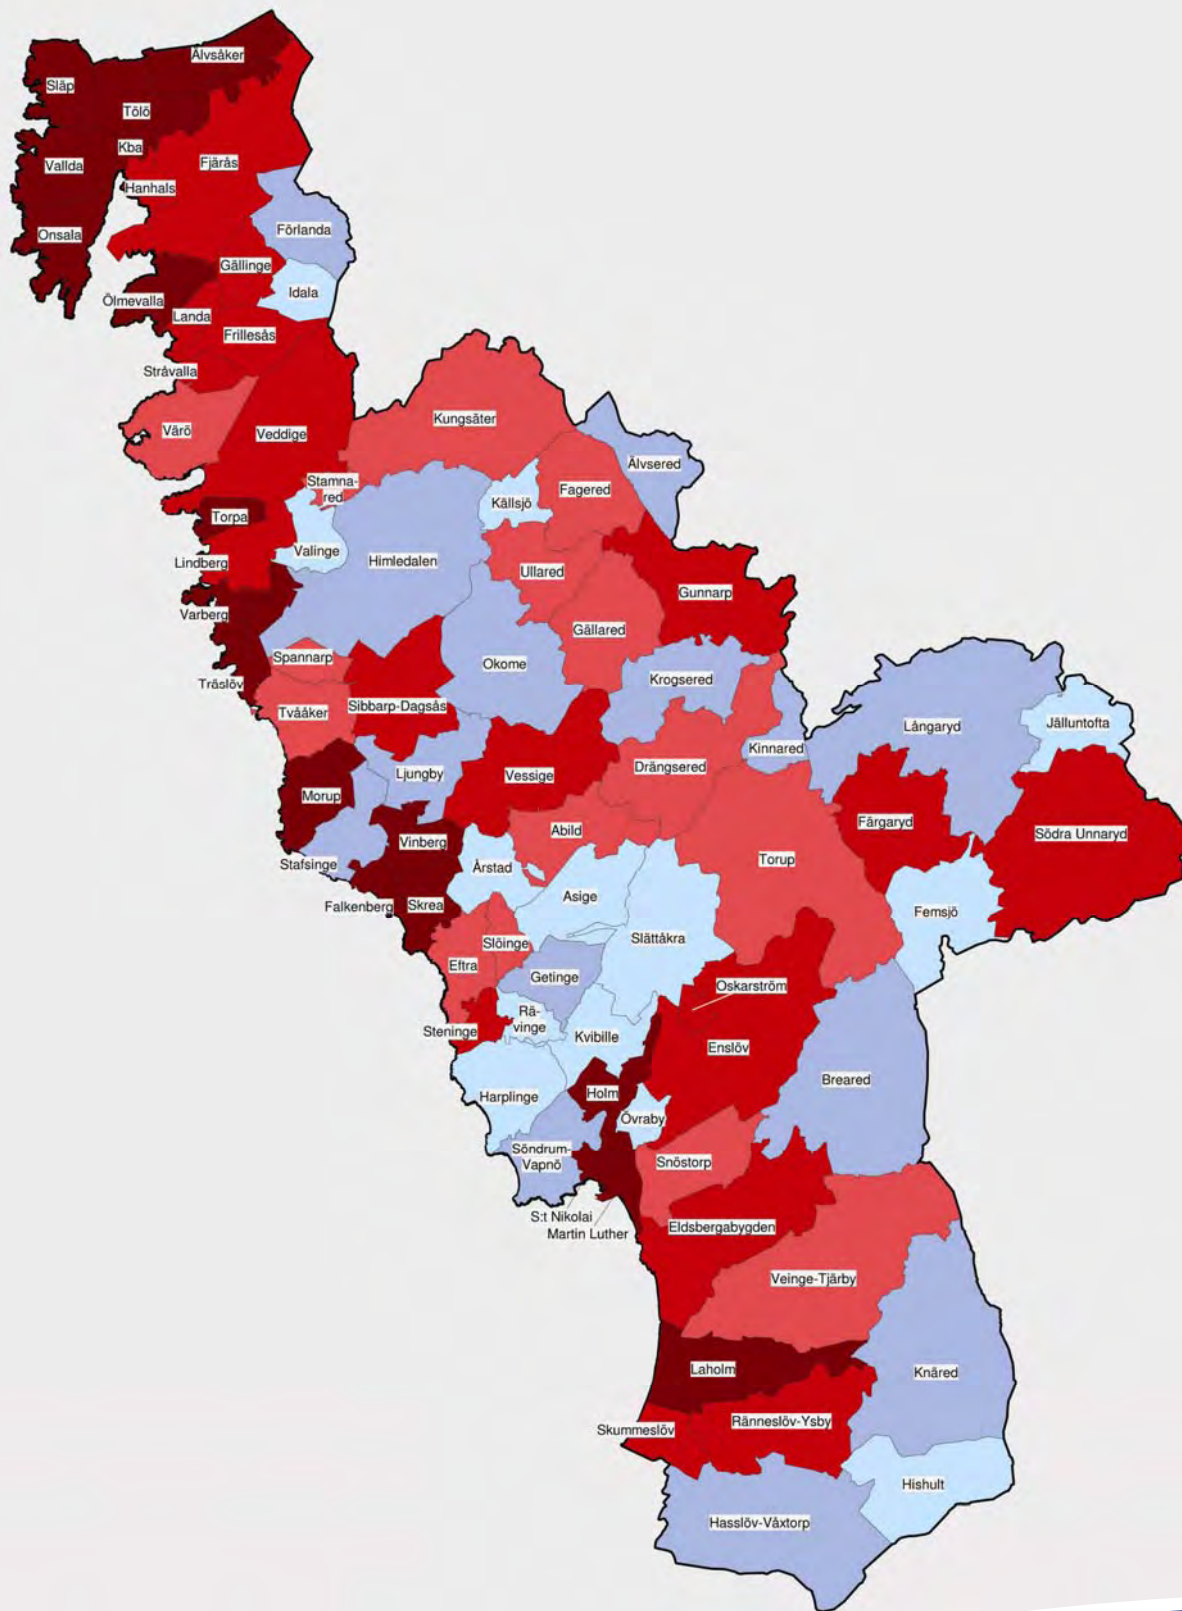 Älvsåker
Släp
Tölö
Kba
Vallda
Fjärås
Hanhals
Onsala
Förlanda
Gällinge
Idala
Ölmevalla
Landa
Frillesås
Stråvalla
Värö
Veddige
Kungsäter
Älvsered
Stamna-
red
Källsjö
Fagered
Torpa
Valinge
Himledalen
Lindberg
Ullared
Gunnarp
Varberg
Gällared
Spannarp
Okome
Krogsered
Träslöv
Tvååker
Sibbarp-Dagsås
Långaryd
Jälluntofta
Kinnared
Ljungby
Vessige
Drängsered
Morup
Färgaryd
Södra Unnaryd
Abild
Vinberg
Torup
Stafsinge
Årstad
Asige
Falkenberg
Skrea
Femsjö
Slättåkra
Slöinge
Eftra
Getinge
Oskarström
Rä-
vinge
Steninge
Kvibille
Enslöv
Breared
Harplinge
Holm
Övraby
Söndrum-
Vapnö
Snöstorp
S:t Nikolai
Martin Luther
Eldsbergabygden
Veinge-Tjärby
Laholm
Knäred
Skummeslöv
Ränneslöv-Ysby
Hishult
Hasslöv-Våxtorp